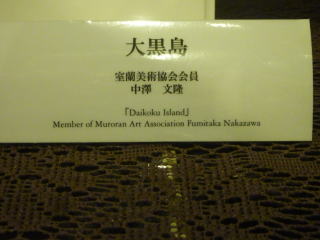 大黒島
室蘭美術協会会員
中澤 文隆
「Daikoku Island」
Member of Muroran Art Association Fumitaka Nakazawa